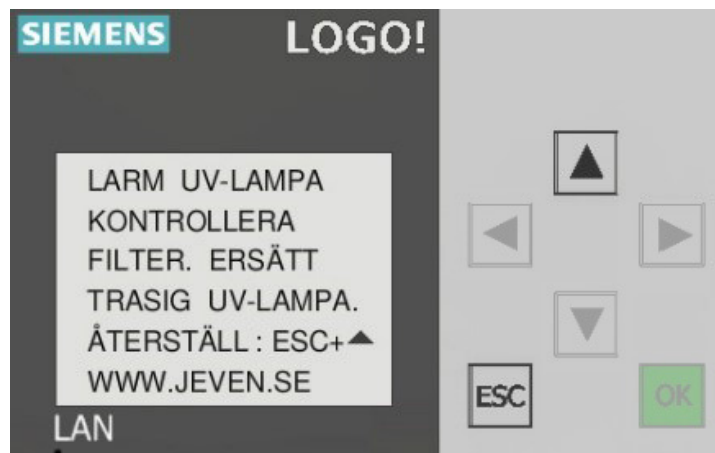 SIEMENS LOGO!
LARM UV-LAMPA
KONTROLLERA
FILTER. ERSÄTT
TRASIG UV-LAMPA.
ÅTERSTÄLL : ESC+▲
WWW.JEVEN.SE
LAN
ESC OK